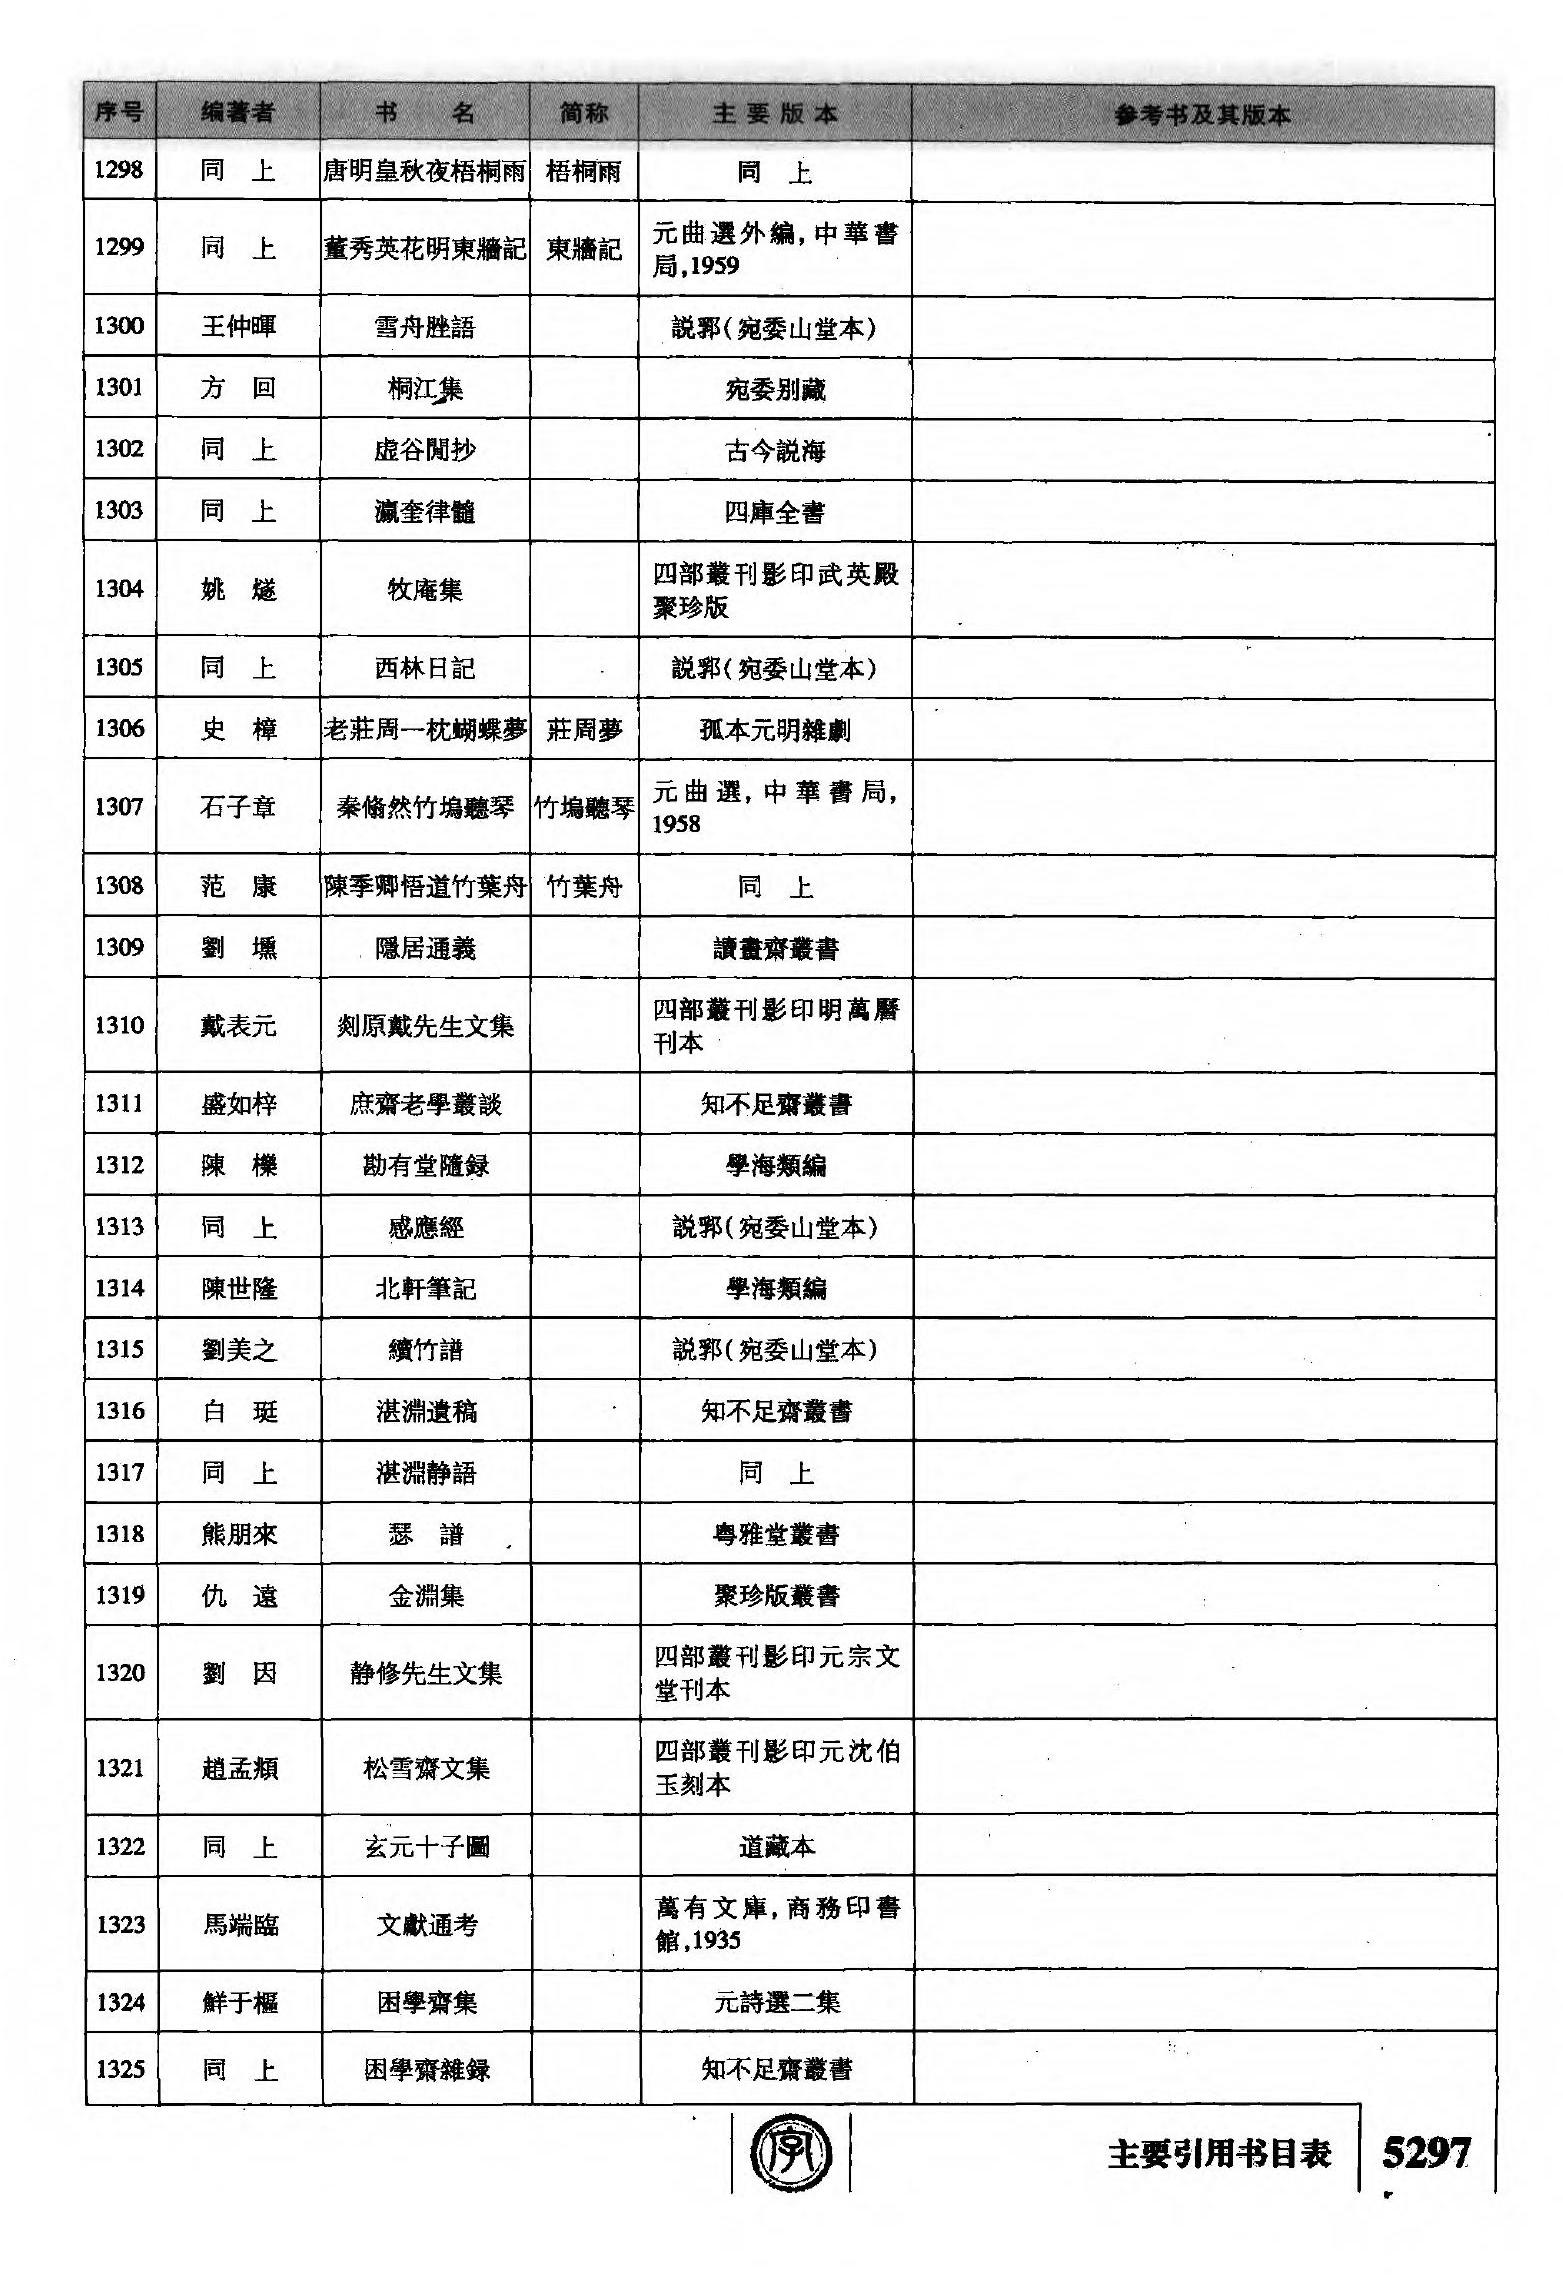 序号 编著者 书 名 简称 主要版本 参考书及其版本
1298 同 上 唐明皇秋夜梧桐雨 梧桐雨 同 上
1299 同 上 董秀英花明東牆記 東牆記 元曲選外編,中華書
局,1959
1300 王仲暉 雪舟脞語 説郛(宛委山堂本)
1301 方 回 桐江集 宛委别藏
1302 同 上 虚谷閒抄 古今説海
1303 同 上 瀛奎律髓 四庫全書
1304 姚 燧 牧庵集 四部叢刊影印武英殿
聚珍版
1305 同 上 西林日記 説郛(宛委山堂本)
1306 史 樟 老莊周一枕蝴蝶夢 莊周夢 孤本元明雜劇
1307 石子章 秦翛然竹塢聽琴 竹塢聽琴 元曲選,中華書局,
1958
1308 范 康 陳季卿悟道竹葉舟 竹葉舟 同 上
1309 劉 壎 隱居通義 讀畫齋叢書
1310 戴表元 剡原戴先生文集 四部叢刊影印明萬曆
刊本
1311 盛如梓 庶齋老學叢談 知不足齋叢書
1312 陳 櫟 勤有堂隨録 學海類編
1313 同 上 感應經 説郛(宛委山堂本)
1314 陳世隆 北軒筆記 學海類編
1315 劉美之 續竹譜 説郛(宛委山堂本)
1316 白 珽 湛淵遺稿 知不足齋叢書
1317 同 上 湛淵静語 同 上
1318 熊朋來 瑟 譜 粤雅堂叢書
1319 仇 遠 金淵集 聚珍版叢書
1320 劉 因 静修先生文集 四部叢刊影印元宗文
堂刊本
1321 趙孟頫 松雪齋文集 四部叢刊影印元沈伯
玉刻本
1322 同 上 玄元十子圖 道藏本
1323 馬端臨 文獻通考 萬有文庫,商務印書
館,1935
1324 鮮于樞 困學齋集 元詩選二集
1325 同 上 困學齋雜録 知不足齋叢書
字 主要引用书目表 5297